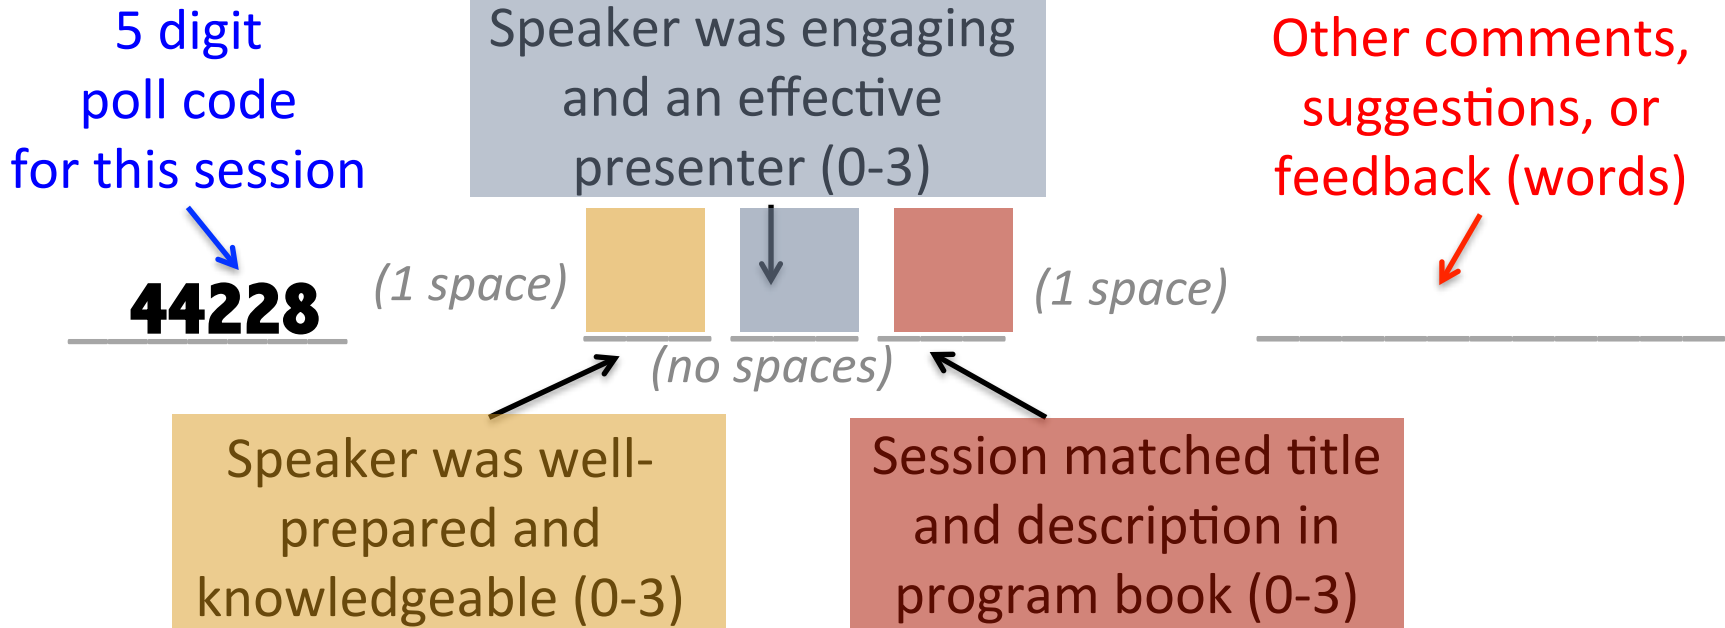 5 digit
poll code
for this session
Speaker was engaging
and an effective
presenter (0-3)
Other comments,
suggestions, or
feedback (words)
44228
(1 space)
(1 space)
(no spaces)
Speaker was well-
prepared and
knowledgeable (0-3)
Session matched title
and description in
program book (0-3)